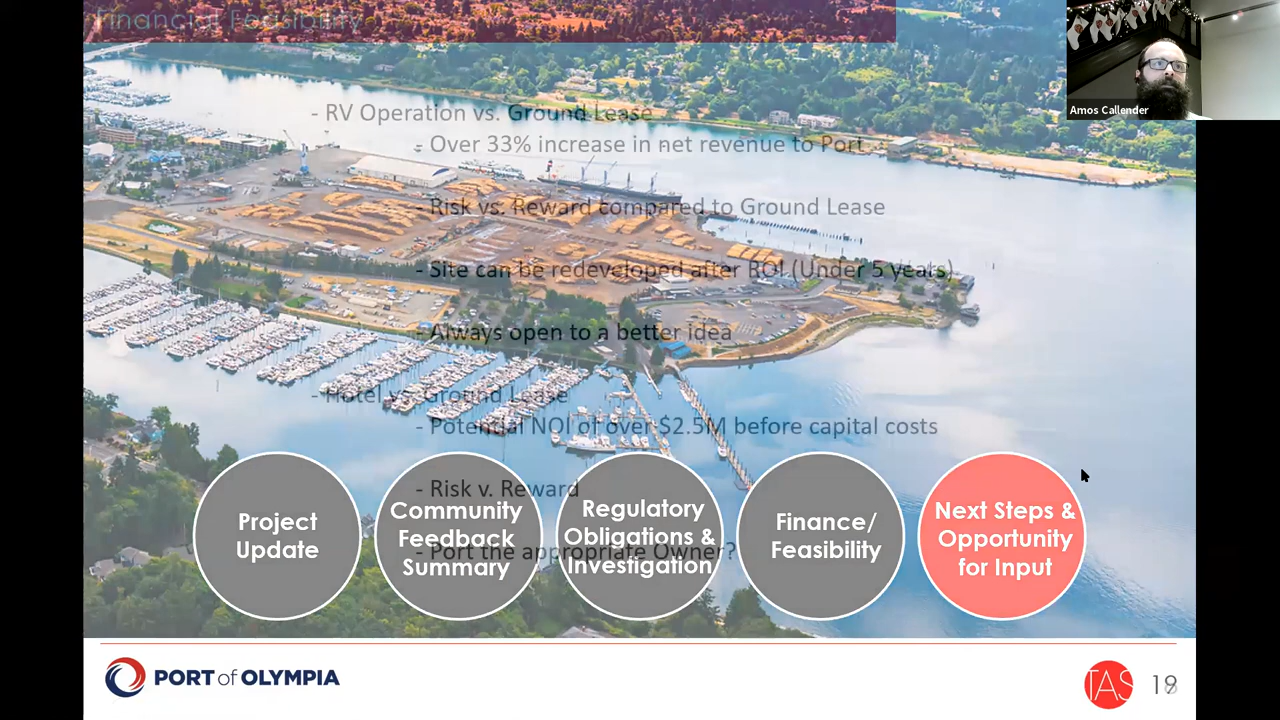 Financial Feasibility
Amos Callender
- RV Operation vs. Ground Lease
- Over 33% increase in net revenue to Port
- Risk vs. Reward compared to Ground Lease
- Site can be redeveloped after ROI (Under 5 years)
- Always open to a better idea
- Hotel vs. Ground Lease
- Potential NOI of over $2.5M before capital costs
- Risk v. Reward
- Port the appropriate Owner?
Project
Update
Community
Feedback
Summary
Regulatory
Obligations &
Investigation
Finance/
Feasibility
Next Steps &
Opportunity
for Input
PORT of OLYMPIA
TAS